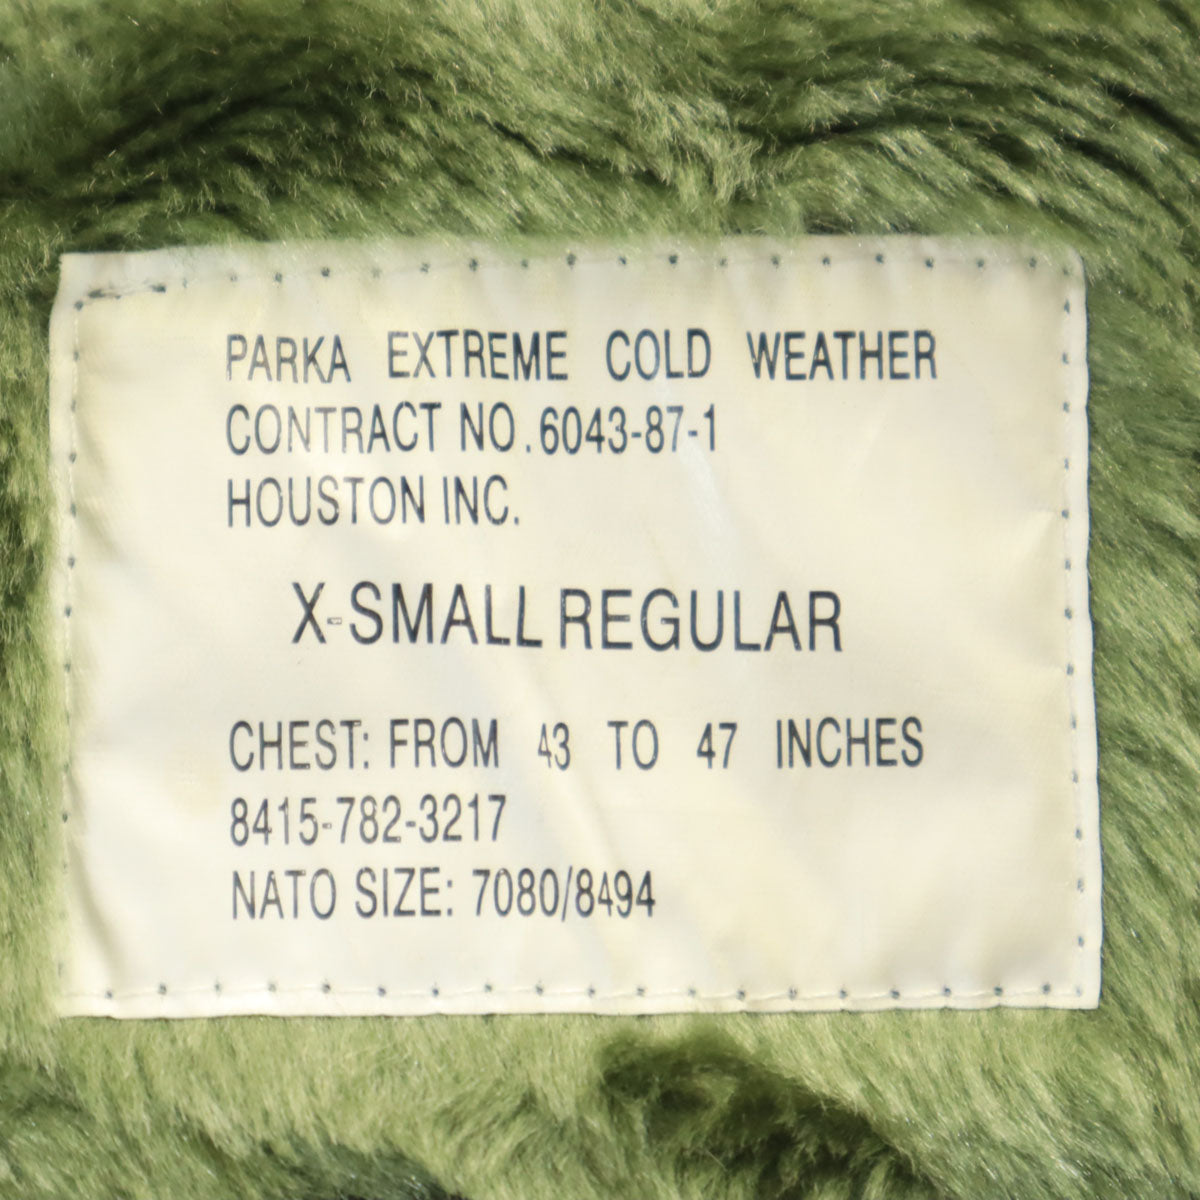 PARKA EXTREME COLD WEATHER
CONTRACT NO.6043-87-1
HOUSTON INC.
X-SMALL REGULAR
CHEST: FROM 43 TO 47 INCHES
8415-782-3217
NATO SIZE: 7080/8494